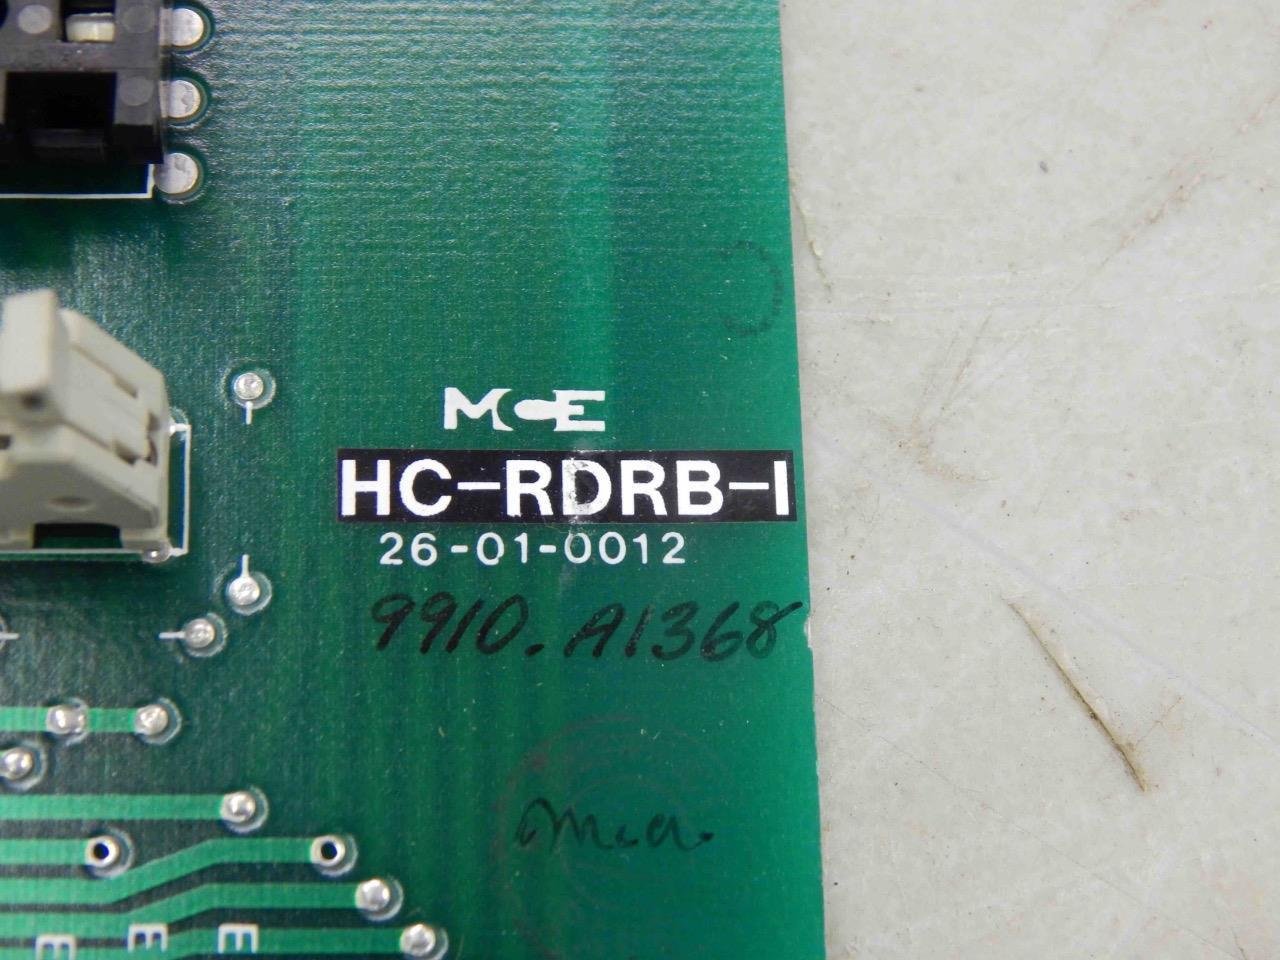 MCE
HC-RDRB-I
26-01-0012
9910.A1368
m.a.
E E E